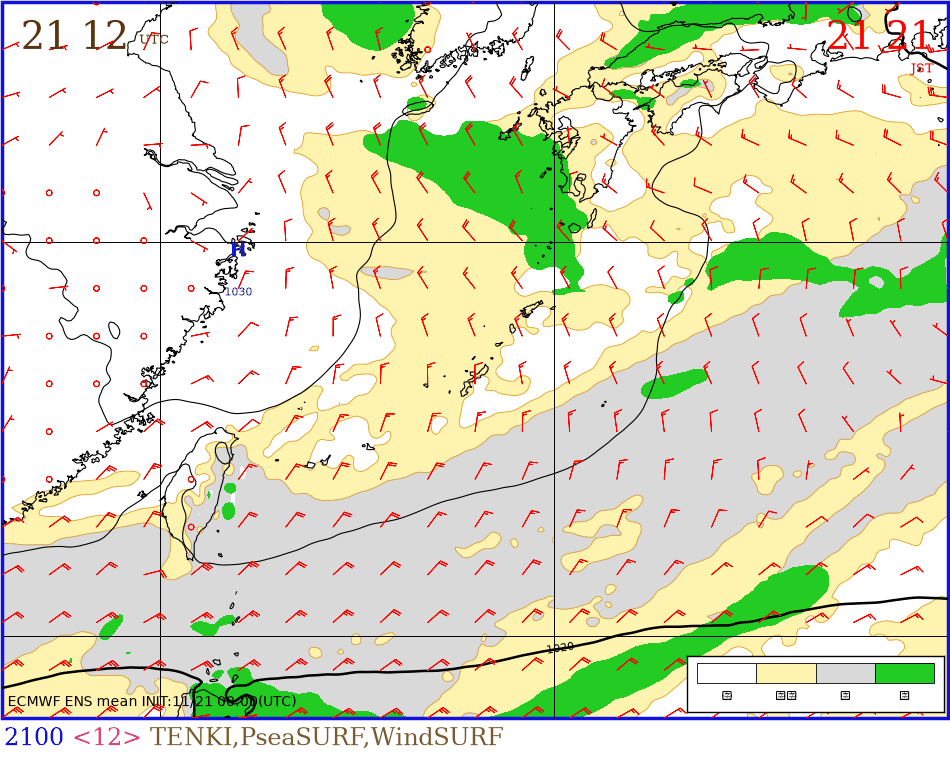 21 12 UTC
21 21
JST
H
1030
1020
ECMWF ENS mean INIT:11/21 00:00(UTC)
2100 <12> TENKI,PseaSURF,WindSURF